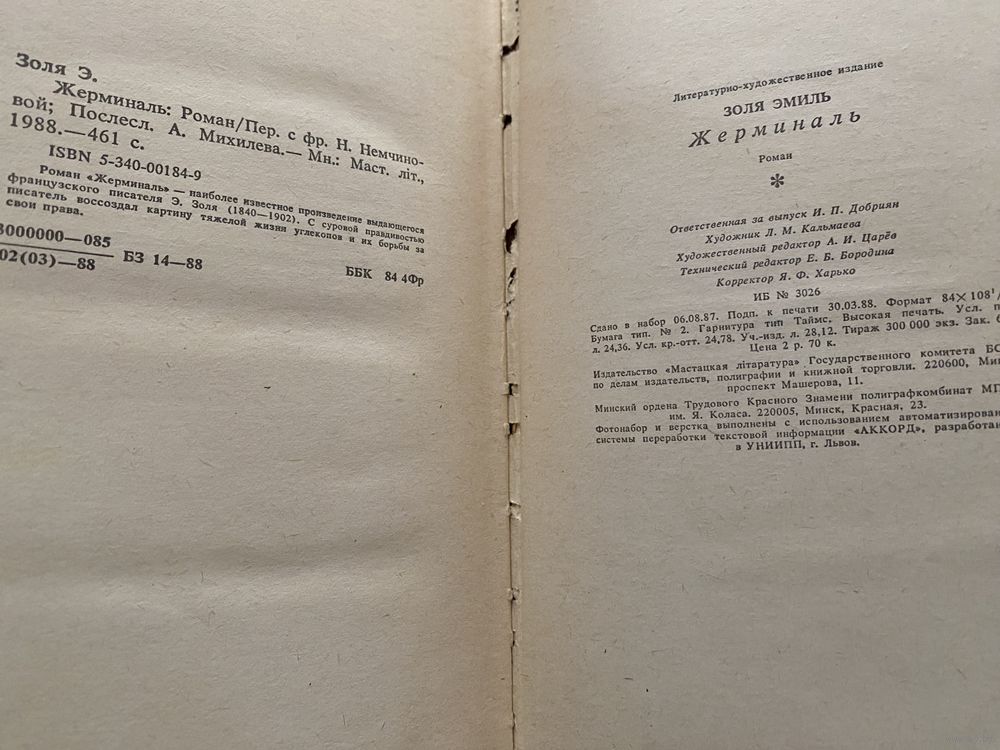 Золя Э.
Жерминаль: Роман/Пер. с фр. Н. Немчино-
вой; Послесл. А. Михилева.— Мн.: Маст. літ.,
1988.—461 с.
ISBN 5-340-00184-9
Роман «Жерминаль» — наиболее известное произведение выдающегося
французского писателя Э. Золя (1840—1902). С суровой правдивостью
писатель воссоздал картину тяжелой жизни углекопов и их борьбы за
свои права.
3000000—085
02(03)—88 БЗ 14—88
ББК 84 4Фр
Литературно-художественное издание
ЗОЛЯ ЭМИЛЬ
Жерминаль
Роман
Ответственная за выпуск И. П. Добриян
Художник Л. М. Кальмаева
Художественный редактор А. И. Царёв
Технический редактор Е. Б. Бородина
Корректор Я. Ф. Харько
ИБ № 3026
Сдано в набор 06.08.87. Подп. к печати 30.03.88. Формат 84×108¹/
Бумага тип. № 2. Гарнитура тип Таймс. Высокая печать. Усл. п
л. 24,36. Усл. кр.-отт. 24,78. Уч.-изд. л. 28,12. Тираж 300 000 экз. Зак. 6
Цена 2 р. 70 к.
Издательство «Мастацкая літаратура» Государственного комитета БС
по делам издательств, полиграфии и книжной торговли. 220600, Мин
проспект Машерова, 11.
Минский ордена Трудового Красного Знамени полиграфкомбинат МП
им. Я. Коласа. 220005, Минск, Красная, 23.
Фотонабор и верстка выполнены с использованием автоматизирован
системы переработки текстовой информации «АККОРД», разработан
в УНИИПП, г. Львов.